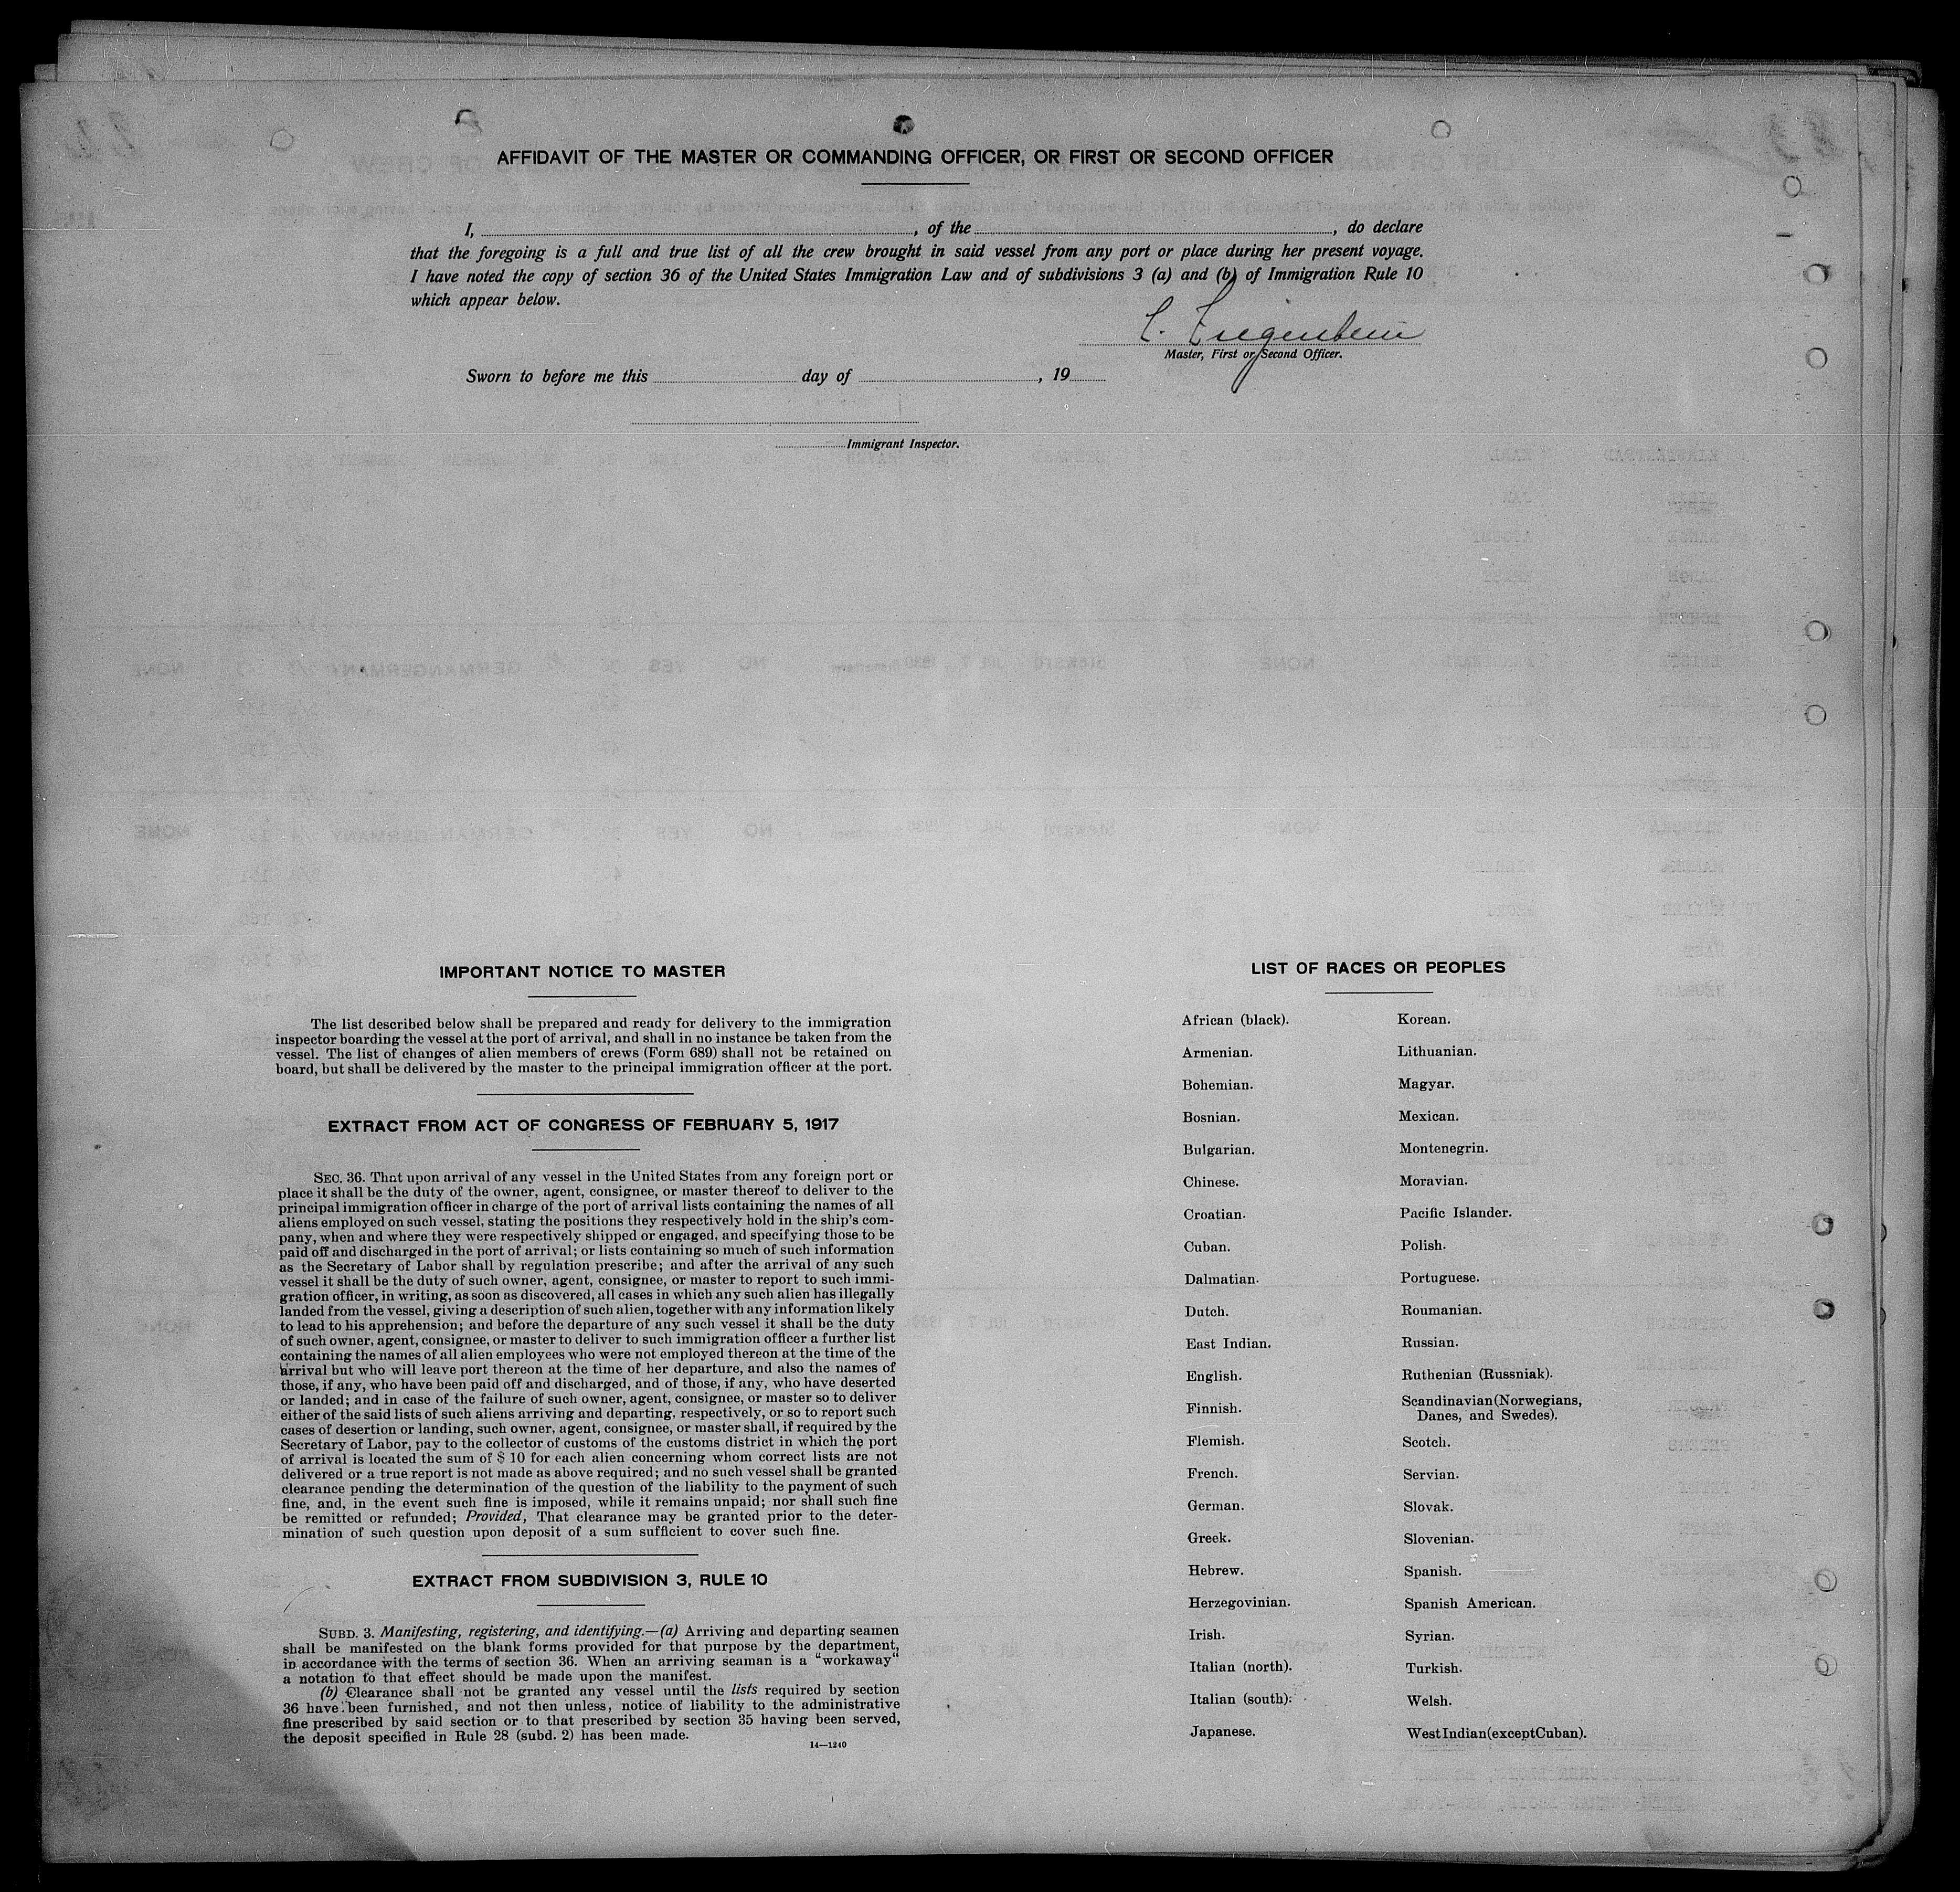 AFFIDAVIT OF THE MASTER OR COMMANDING OFFICER, OR FIRST OR SECOND OFFICER
I, , of the , do declare
that the foregoing is a full and true list of all the crew brought in said vessel from any port or place during her present voyage.
I have noted the copy of section 36 of the United States Immigration Law and of subdivisions 3 (a) and (b) of Immigration Rule 10
which appear below.
Master, First or Second Officer.
Sworn to before me this day of , 19
Immigrant Inspector.
IMPORTANT NOTICE TO MASTER
The list described below shall be prepared and ready for delivery to the immigration
inspector boarding the vessel at the port of arrival, and shall in no instance be taken from the
vessel. The list of changes of alien members of crews (Form 689) shall not be retained on
board, but shall be delivered by the master to the principal immigration officer at the port.
EXTRACT FROM ACT OF CONGRESS OF FEBRUARY 5, 1917
SEC. 36. That upon arrival of any vessel in the United States from any foreign port or
place it shall be the duty of the owner, agent, consignee, or master thereof to deliver to the
principal immigration officer in charge of the port of arrival lists containing the names of all
aliens employed on such vessel, stating the positions they respectively hold in the ship's com-
pany, when and where they were respectively shipped or engaged, and specifying those to be
paid off and discharged in the port of arrival; or lists containing so much of such information
as the Secretary of Labor shall by regulation prescribe; and after the arrival of any such
vessel it shall be the duty of such owner, agent, consignee, or master to report to such immi-
gration officer, in writing, as soon as discovered, all cases in which any such alien has illegally
landed from the vessel, giving a description of such alien, together with any information likely
to lead to his apprehension; and before the departure of any such vessel it shall be the duty
of such owner, agent, consignee, or master to deliver to such immigration officer a further list
containing the names of all alien employees who were not employed thereon at the time of the
arrival but who will leave port thereon at the time of her departure, and also the names of
those, if any, who have been paid off and discharged, and of those, if any, who have deserted
or landed; and in case of the failure of such owner, agent, consignee, or master so to deliver
either of the said lists of such aliens arriving and departing, respectively, or so to report such
cases of desertion or landing, such owner, agent, consignee, or master shall, if required by the
Secretary of Labor, pay to the collector of customs of the customs district in which the port
of arrival is located the sum of $ 10 for each alien concerning whom correct lists are not
delivered or a true report is not made as above required; and no such vessel shall be granted
clearance pending the determination of the question of the liability to the payment of such
fine, and, in the event such fine is imposed, while it remains unpaid; nor shall such fine
be remitted or refunded; Provided, That clearance may be granted prior to the deter-
mination of such question upon deposit of a sum sufficient to cover such fine.
EXTRACT FROM SUBDIVISION 3, RULE 10
SUBD. 3. Manifesting, registering, and identifying.—(a) Arriving and departing seamen
shall be manifested on the blank forms provided for that purpose by the department,
in accordance with the terms of section 36. When an arriving seaman is a "workaway"
a notation to that effect should be made upon the manifest.
(b) Clearance shall not be granted any vessel until the lists required by section
36 have been furnished, and not then unless, notice of liability to the administrative
fine prescribed by said section or to that prescribed by section 35 having been served,
the deposit specified in Rule 28 (subd. 2) has been made.
14—1240
LIST OF RACES OR PEOPLES
African (black).
Armenian.
Bohemian.
Bosnian.
Bulgarian.
Chinese.
Croatian.
Cuban.
Dalmatian.
Dutch.
East Indian.
English.
Finnish.
Flemish.
French.
German.
Greek.
Hebrew.
Herzegovinian.
Irish.
Italian (north).
Italian (south).
Japanese.
Korean.
Lithuanian.
Magyar.
Mexican.
Montenegrin.
Moravian.
Pacific Islander.
Polish.
Portuguese.
Roumanian.
Russian.
Ruthenian (Russniak).
Scandinavian (Norwegians,
Danes, and Swedes).
Scotch.
Servian.
Slovak.
Slovenian.
Spanish.
Spanish American.
Syrian.
Turkish.
Welsh.
West Indian (except Cuban).